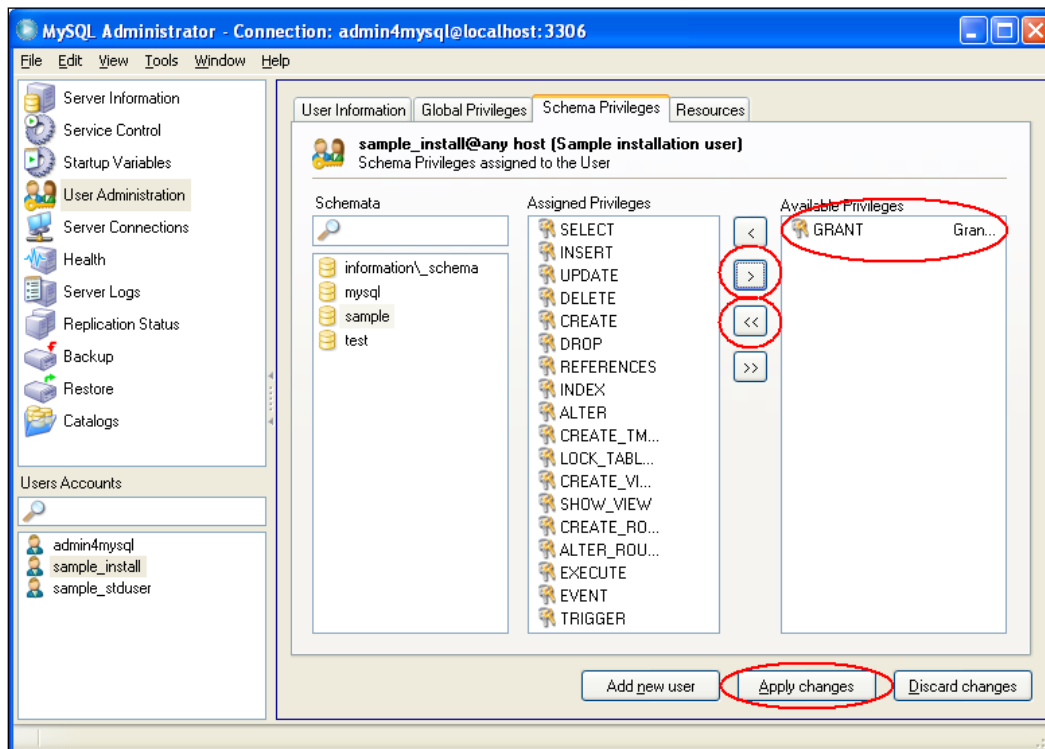 MySQL Administrator - Connection: admin4mysql@localhost:3306
File Edit View Tools Window Help
Server Information
Service Control
Startup Variables
User Administration
Server Connections
Health
Server Logs
Replication Status
Backup
Restore
Catalogs
Users Accounts
admin4mysql
sample_install
sample_stduser
User Information Global Privileges Schema Privileges Resources
sample_install@any host (Sample installation user)
Schema Privileges assigned to the User
Schemata
information\_schema
mysql
sample
test
Assigned Privileges
SELECT
INSERT
UPDATE
DELETE
CREATE
DROP
REFERENCES
INDEX
ALTER
CREATE_TM...
LOCK_TABL...
CREATE_VI...
SHOW_VIEW
CREATE_RO...
ALTER_ROU...
EXECUTE
EVENT
TRIGGER
<
>
<<
>>
Available Privileges
GRANT Gran...
Add new user Apply changes Discard changes